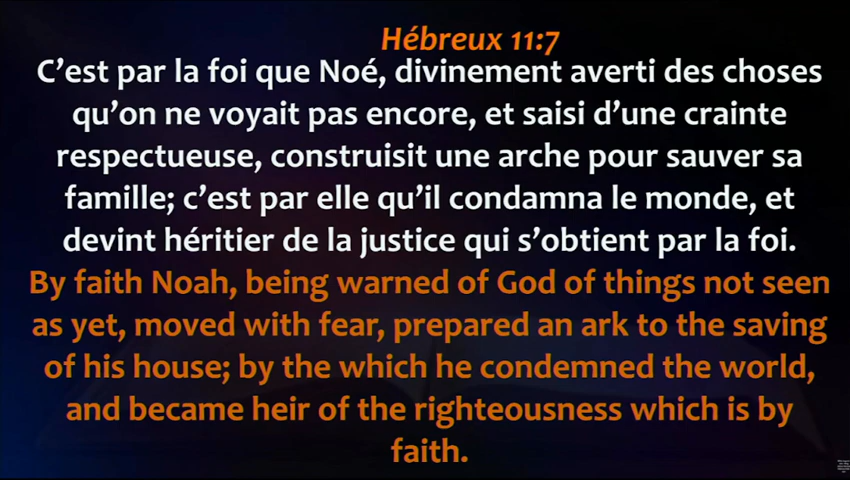 Hébreux 11:7
C’est par la foi que Noé, divinement averti des choses
qu’on ne voyait pas encore, et saisi d’une crainte
respectueuse, construisit une arche pour sauver sa
famille; c’est par elle qu’il condamna le monde, et
devint héritier de la justice qui s’obtient par la foi.
By faith Noah, being warned of God of things not seen
as yet, moved with fear, prepared an ark to the saving
of his house; by the which he condemned the world,
and became heir of the righteousness which is by
faith.